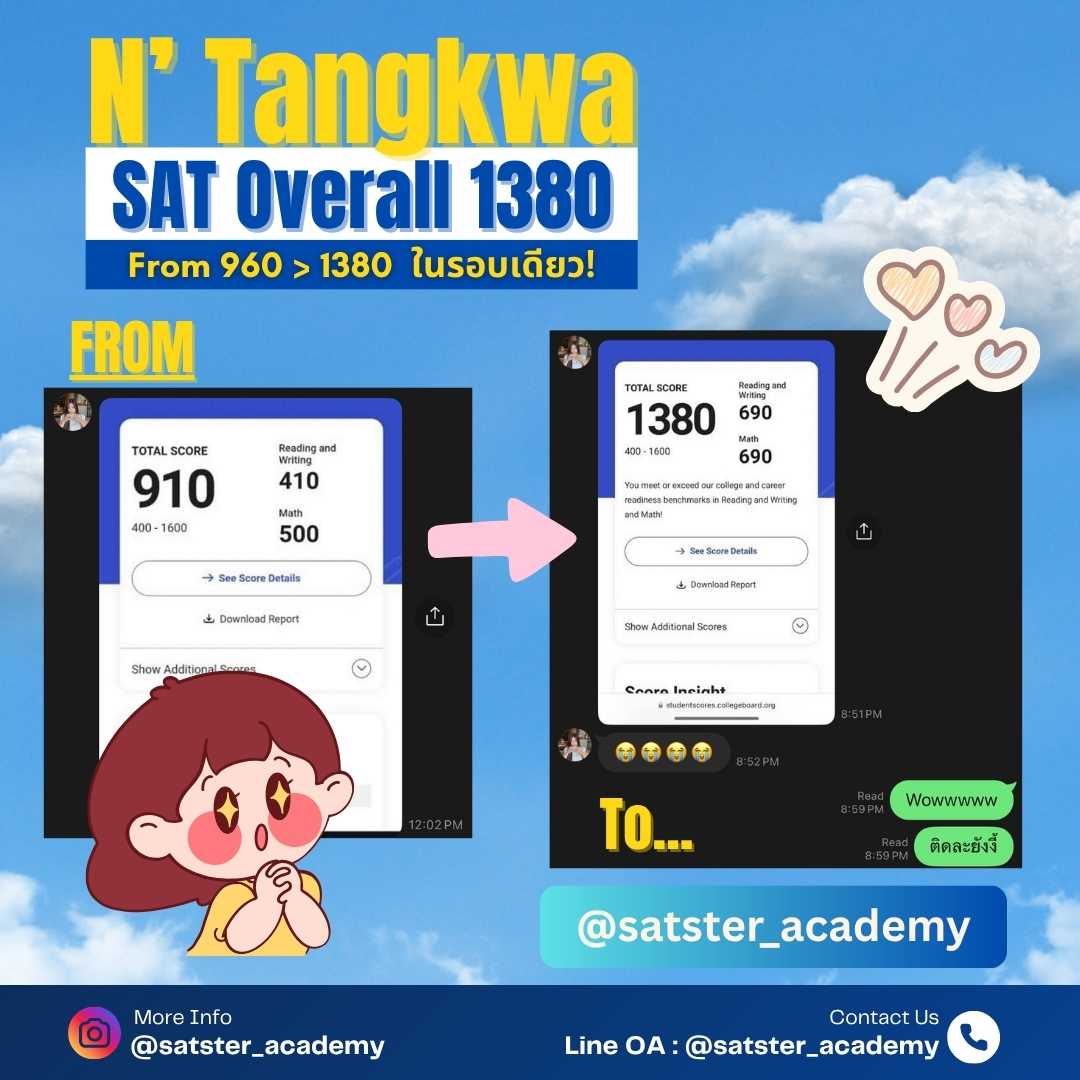 N’ Tangkwa
SAT Overall 1380
From 960 > 1380 ในรอบเดียว!
FROM
TOTAL SCORE
910
400 - 1600
Reading and
Writing
410
Math
500
→ See Score Details
Download Report
Show Additional Scores
12:02 PM
TOTAL SCORE
1380
400 - 1600
Reading and
Writing
690
Math
690
You meet or exceed our college and career
readiness benchmarks in Reading and Writing
and Math!
→ See Score Details
Download Report
Show Additional Scores
Score Insight
studentscores.collegeboard.org
8:51 PM
😭😭😭😭
8:52 PM
Read
8:59 PM
Wowwwww
Read
8:59 PM
ติดละยังงี้
To...
@satster_academy
More Info
@satster_academy
Contact Us
Line OA : @satster_academy